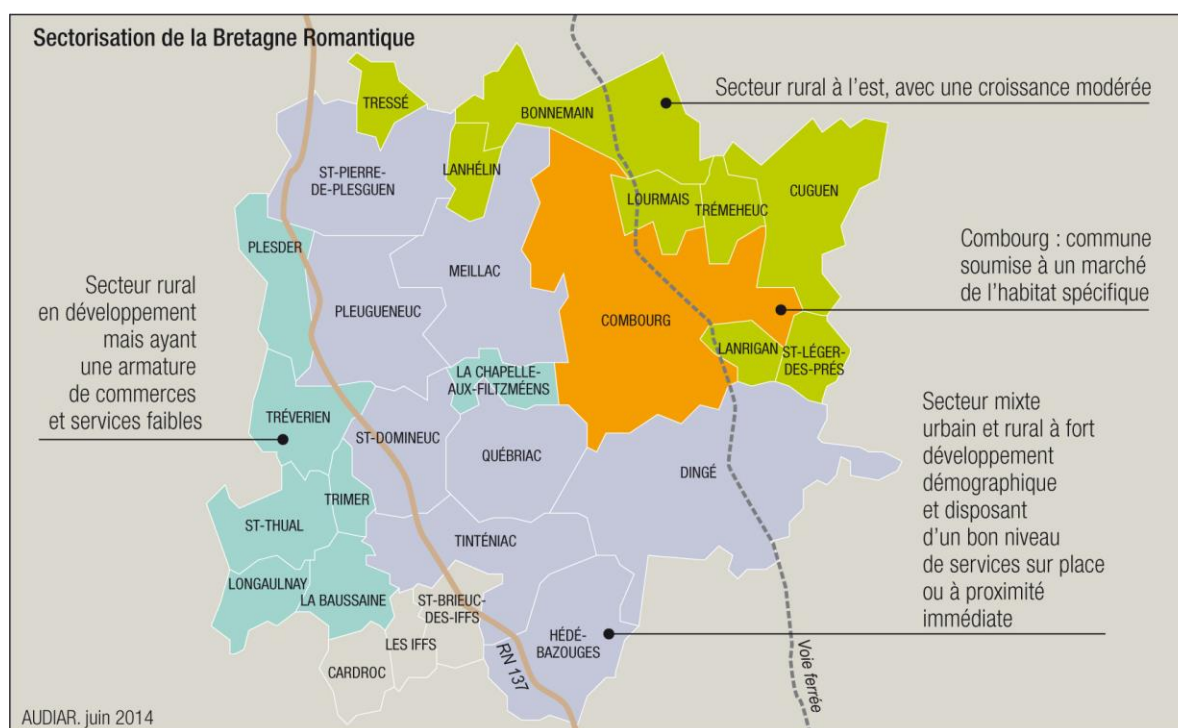 Sectorisation de la Bretagne Romantique
Secteur rural à l'est, avec une croissance modérée
TRESSÉ
BONNEMAIN
LANHÉLIN
ST-PIERRE-
DE-PLESGUEN
CUGUEN
LOURMAIS
TRÉMEHEUC
PLESDER
MEILLAC
Combourg : commune
soumise à un marché
de l'habitat spécifique
Secteur rural
en développement
mais ayant
une armature
de commerces
et services faibles
PLEUGUENEUC
COMBOURG
LANRIGAN
ST-LÉGER-
DES-PRÉS
LA CHAPELLE-
AUX-FILTZMÉENS
TRÉVERIEN
ST-DOMINEUC
QUÉBRIAC
DINGÉ
Secteur mixte
urbain et rural à fort
développement
démographique
et disposant
d'un bon niveau
de services sur place
ou à proximité
immédiate
TRIMER
ST-THUAL
TINTÉNIAC
LONGAULNAY
LA BAUSSAINE
ST-BRIEUC-
DES-IFFS
LES IFFS
CARDROC
HÉDÉ-
BAZOUGES
RN 137
Voie ferrée
AUDIAR. juin 2014